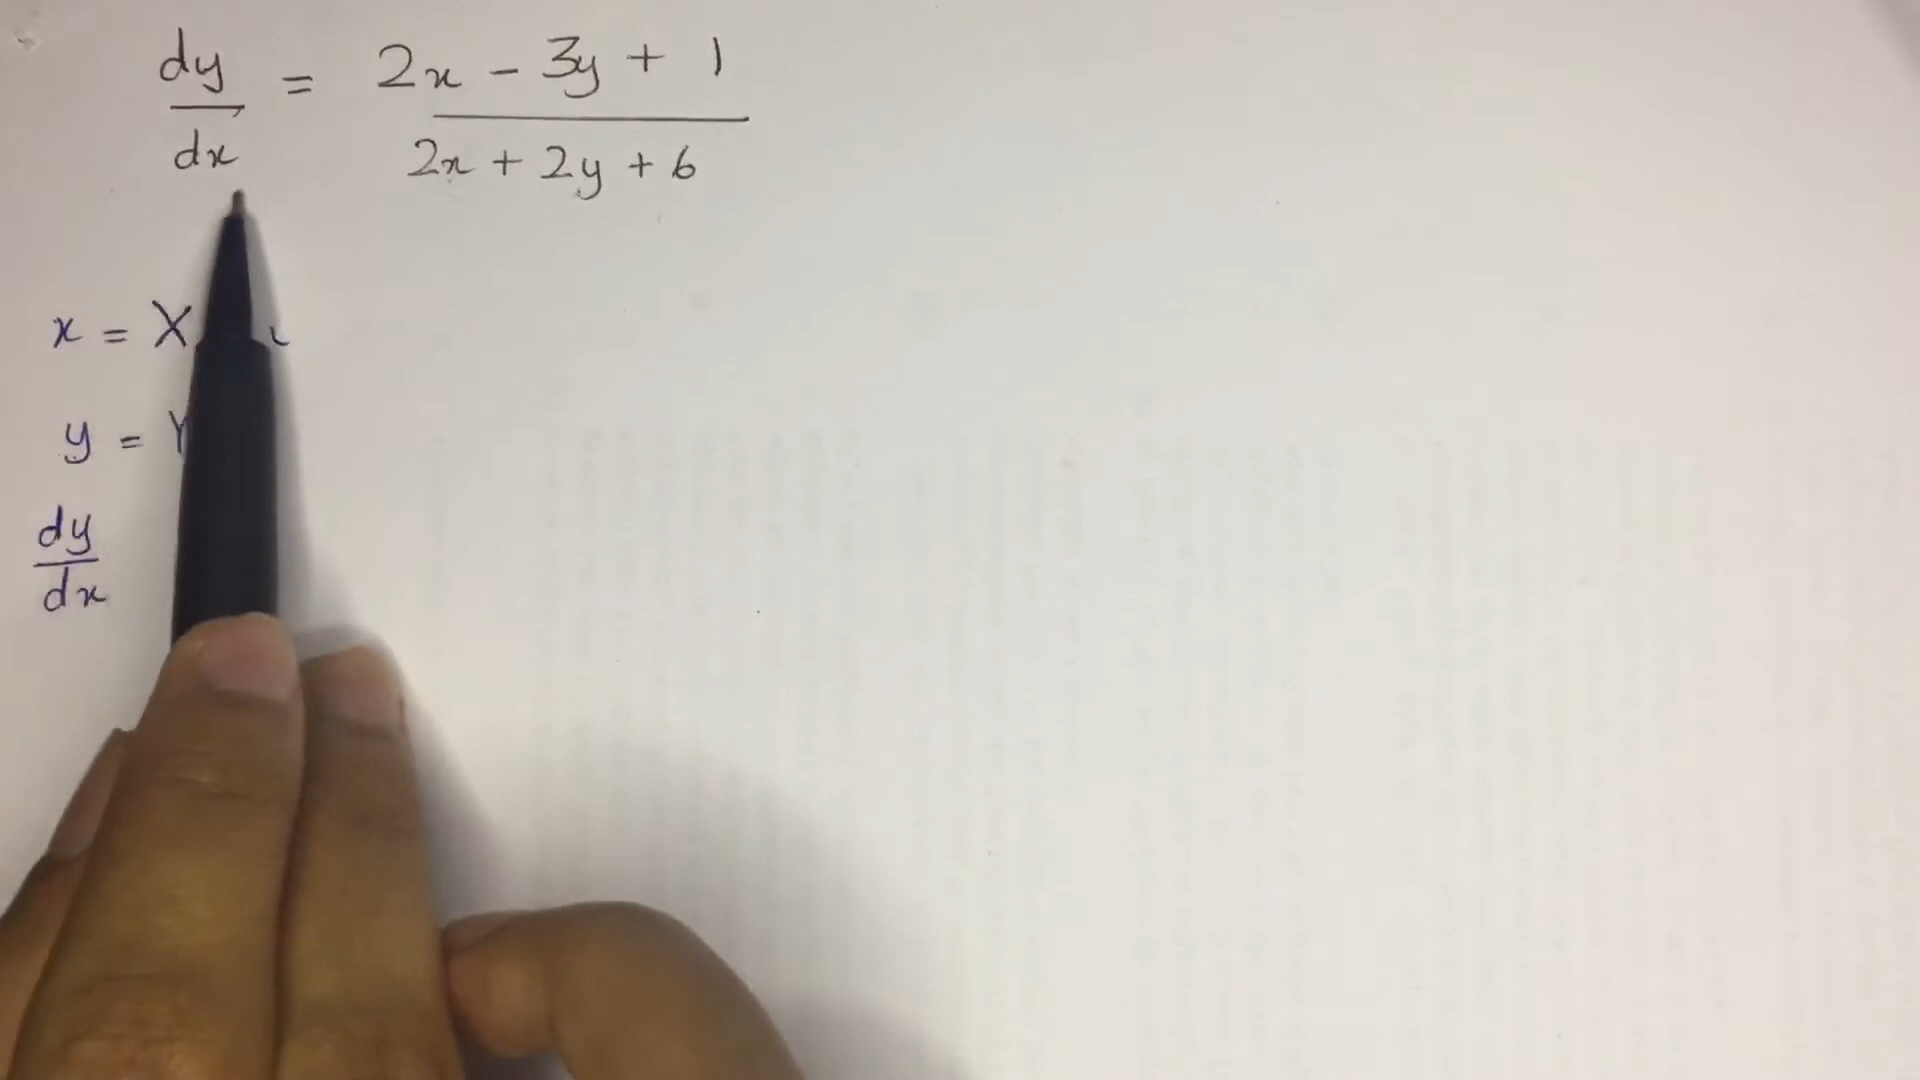 dy/dx = (2x - 3y + 1)/(2x + 2y + 6)
x = X
y = Y
dy/dx